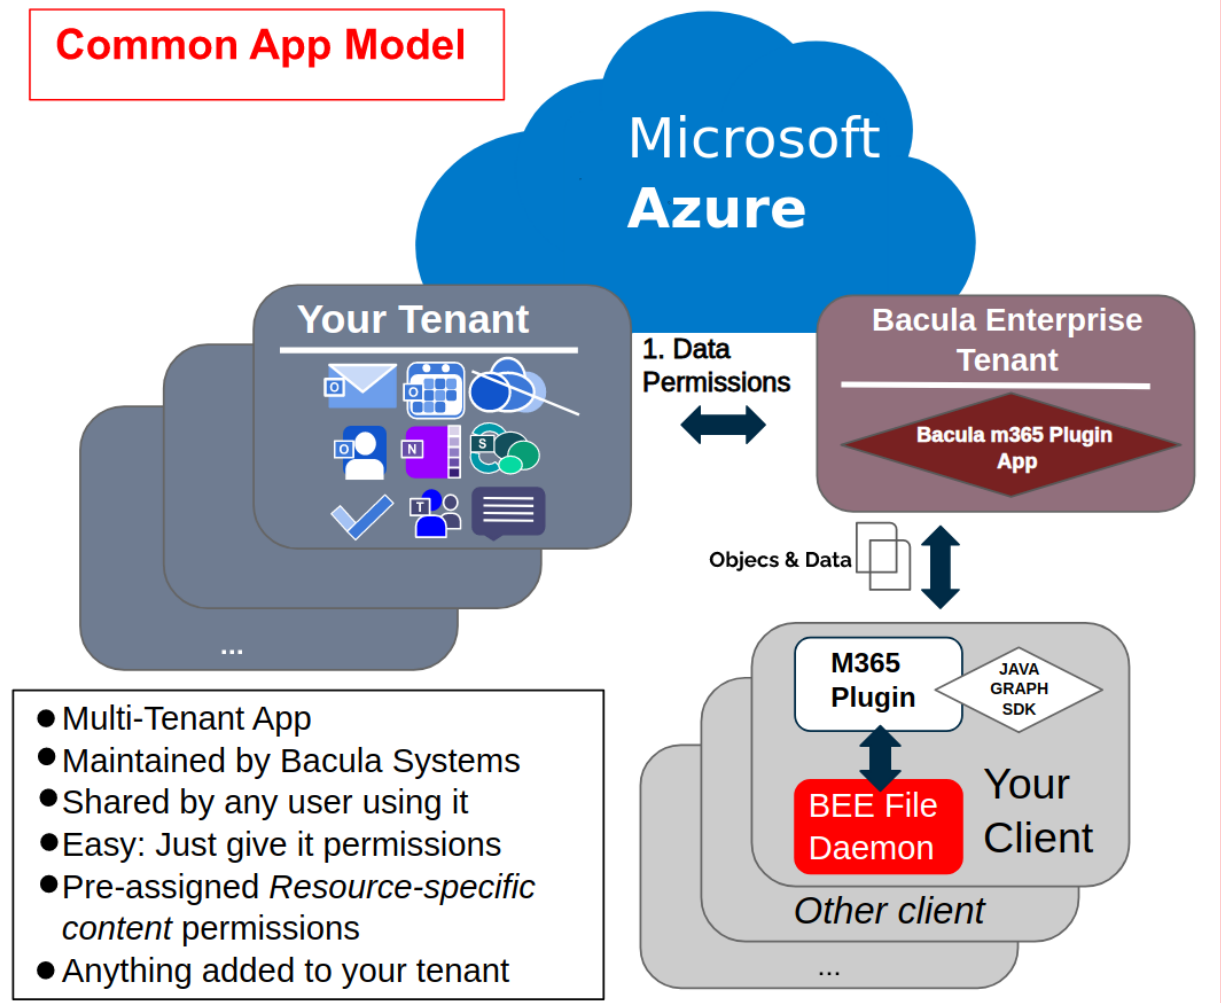 Common App Model
Microsoft
Azure
Your Tenant
O
O
O
N
S
T
...
1. Data
Permissions
Bacula Enterprise
Tenant
Bacula m365 Plugin
App
Objecs & Data
M365
Plugin
JAVA
GRAPH
SDK
BEE File
Daemon
Your
Client
Other client
...
● Multi-Tenant App
● Maintained by Bacula Systems
● Shared by any user using it
● Easy: Just give it permissions
● Pre-assigned Resource-specific
content permissions
● Anything added to your tenant